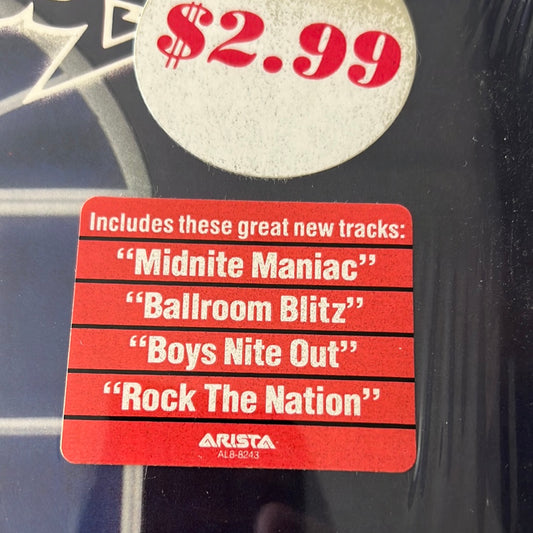 $2.99
Includes these great new tracks:
“Midnite Maniac”
“Ballroom Blitz”
“Boys Nite Out”
“Rock The Nation”
ARISTA
AL8-8243